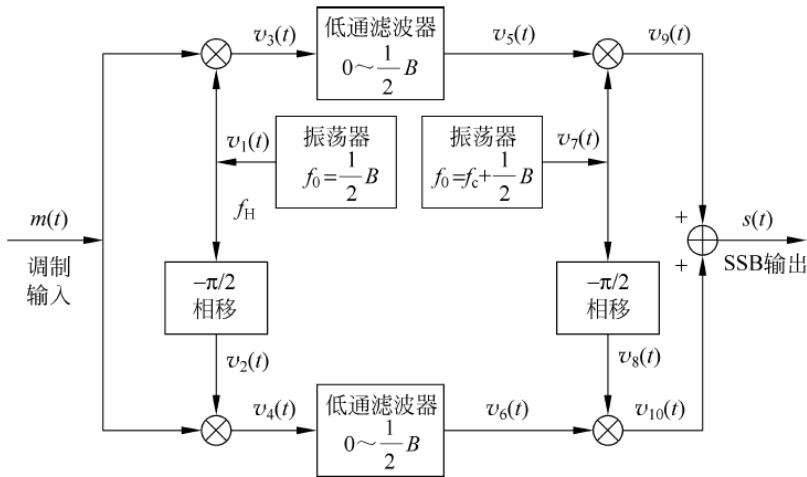 v₃(t)
低通滤波器
0～1/2 B
v₅(t)
v₉(t)
v₁(t)
振荡器
f₀=1/2 B
振荡器
f₀=f_c+1/2 B
v₇(t)
f_H
m(t)
调制
输入
+
+
s(t)
SSB输出
−π/2
相移
−π/2
相移
v₂(t)
v₈(t)
v₄(t)
低通滤波器
0～1/2 B
v₆(t)
v₁₀(t)